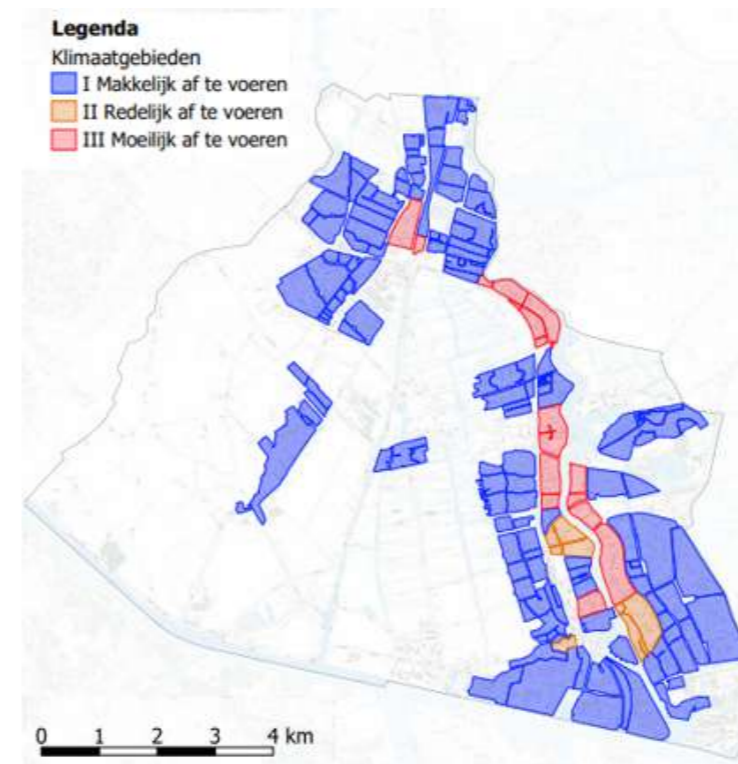 Legenda
Klimaatgebieden
I Makkelijk af te voeren
II Redelijk af te voeren
III Moeilijk af te voeren
0 1 2 3 4 km